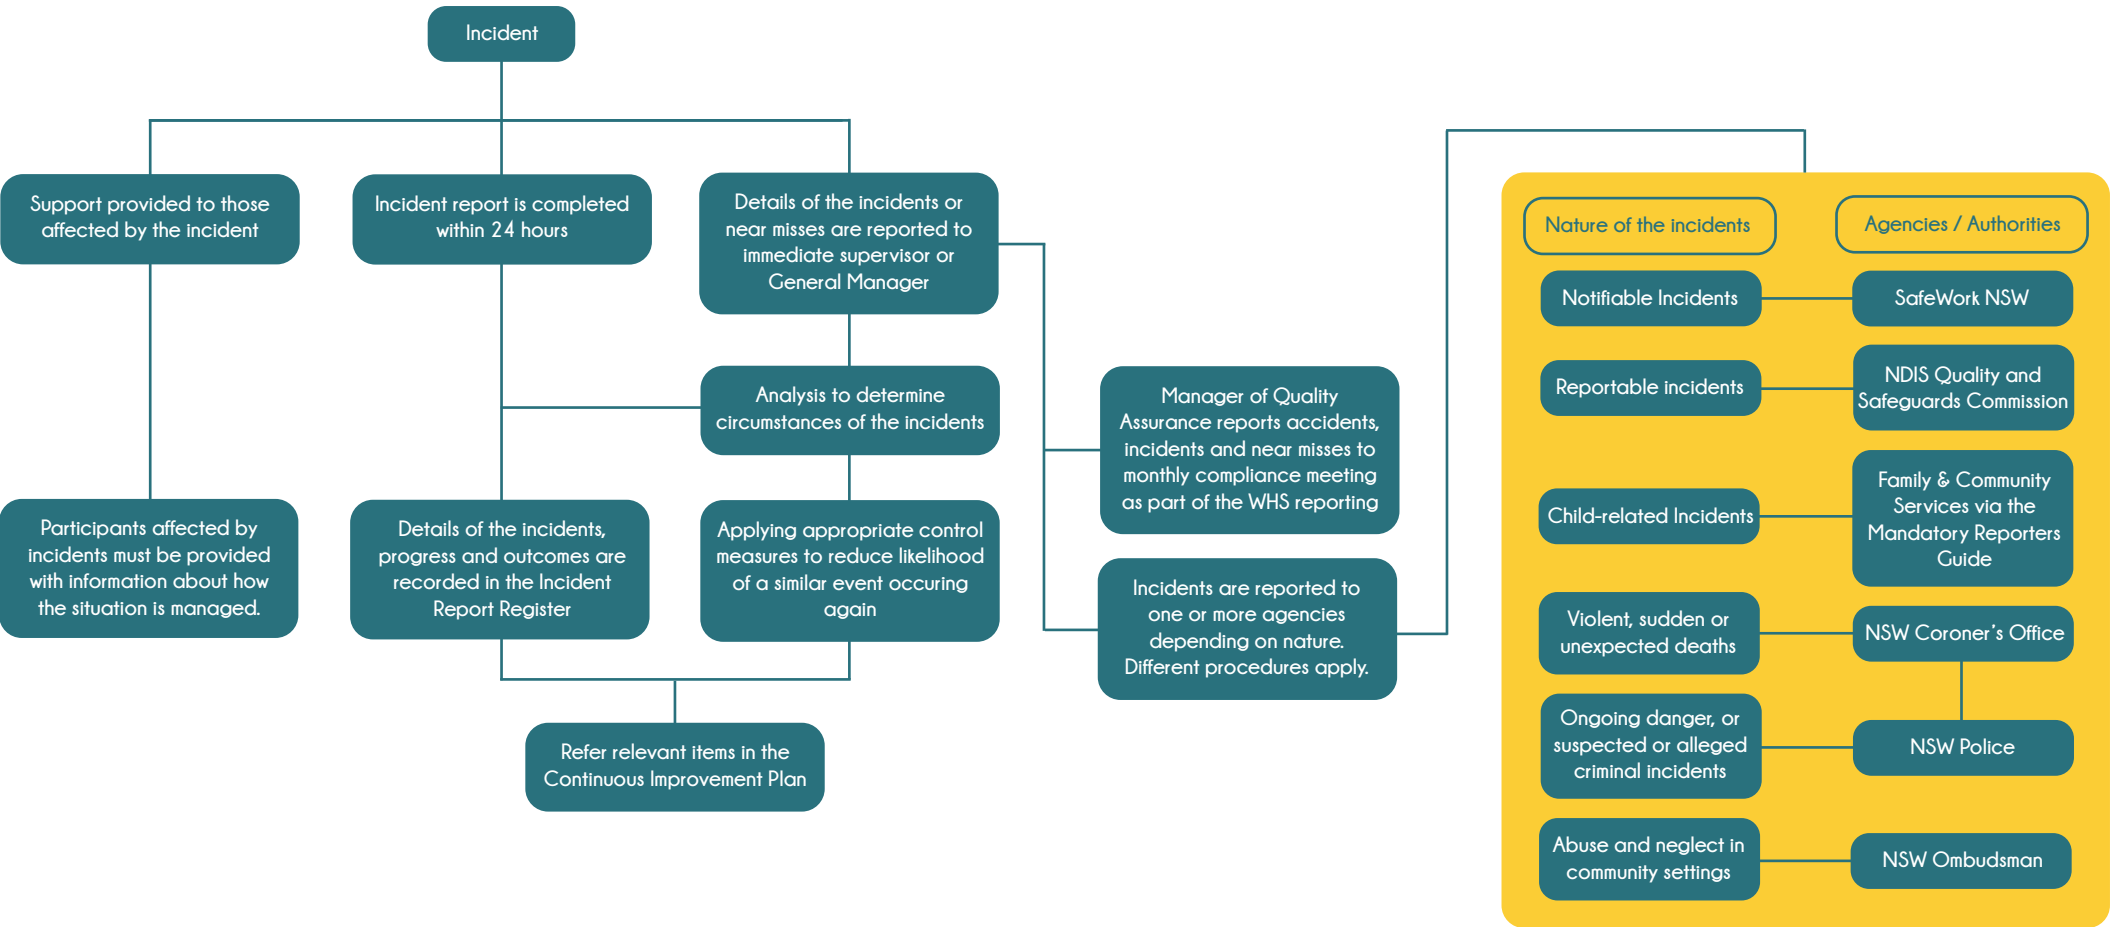 Incident
Support provided to those
affected by the incident
Incident report is completed
within 24 hours
Details of the incidents or
near misses are reported to
immediate supervisor or
General Manager
Analysis to determine
circumstances of the incidents
Participants affected by
incidents must be provided
with information about how
the situation is managed.
Details of the incidents,
progress and outcomes are
recorded in the Incident
Report Register
Applying appropriate control
measures to reduce likelihood
of a similar event occuring
again
Refer relevant items in the
Continuous Improvement Plan
Manager of Quality
Assurance reports accidents,
incidents and near misses to
monthly compliance meeting
as part of the WHS reporting
Incidents are reported to
one or more agencies
depending on nature.
Different procedures apply.
Nature of the incidents
Agencies / Authorities
Notifiable Incidents
SafeWork NSW
Reportable incidents
NDIS Quality and
Safeguards Commission
Child-related Incidents
Family & Community
Services via the
Mandatory Reporters
Guide
Violent, sudden or
unexpected deaths
NSW Coroner's Office
Ongoing danger, or
suspected or alleged
criminal incidents
NSW Police
Abuse and neglect in
community settings
NSW Ombudsman